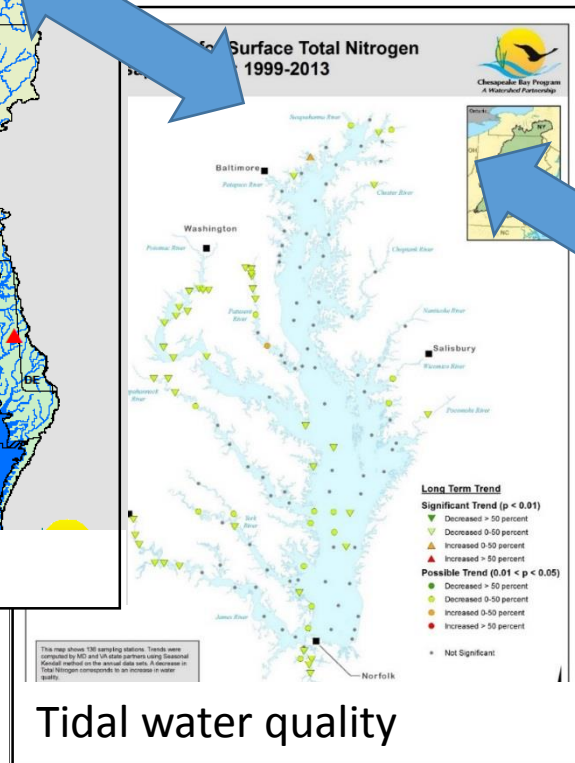 for Surface Total Nitrogen
1999-2013
Chesapeake Bay Program
A Watershed Partnership
Susquehanna River
NY
OH
NC
Baltimore
Patapsco River
Chester River
Washington
Potomac River
Choptank River
Patuxent
River
Nanticoke River
Salisbury
Wicomico River
DE
River
Pocomoke River
York
River
James River
Norfolk
Long Term Trend
Significant Trend (p < 0.01)
Decreased > 50 percent
Decreased 0-50 percent
Increased 0-50 percent
Increased > 50 percent
Possible Trend (0.01 < p < 0.05)
Decreased > 50 percent
Decreased 0-50 percent
Increased 0-50 percent
Increased > 50 percent
Not Significant
This map shows 136 sampling stations. Trends were
computed by MD and VA state partners using Seasonal
Kendall method on the annual data sets. A decrease in
Total Nitrogen corresponds to an increase in water
quality.
Tidal water quality